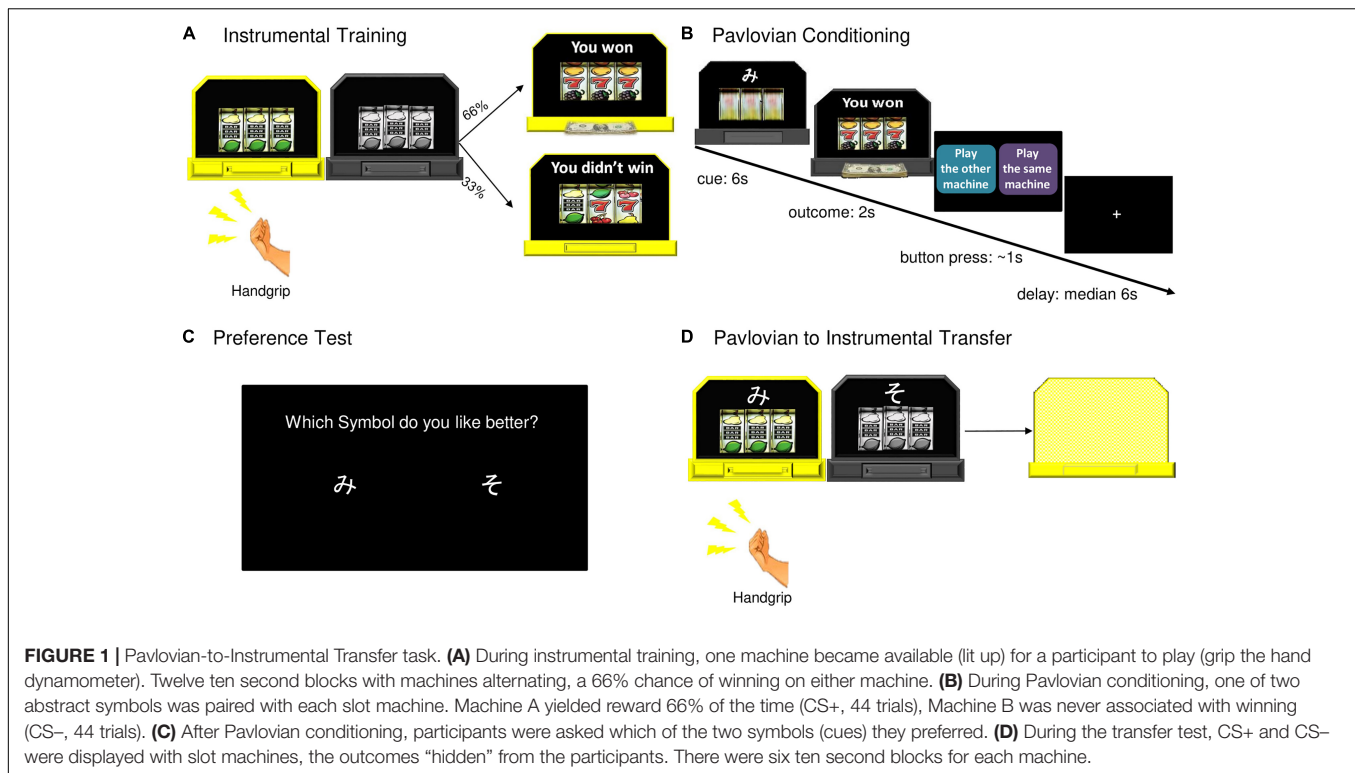 A Instrumental Training
You won
66%
33%
You didn't win
Handgrip
B Pavlovian Conditioning
み
You won
Play
the other
machine
Play
the same
machine
+
cue: 6s
outcome: 2s
button press: ~1s
delay: median 6s
C Preference Test
Which Symbol do you like better?
み そ
D Pavlovian to Instrumental Transfer
み そ
Handgrip
FIGURE 1 | Pavlovian-to-Instrumental Transfer task. (A) During instrumental training, one machine became available (lit up) for a participant to play (grip the hand
dynamometer). Twelve ten second blocks with machines alternating, a 66% chance of winning on either machine. (B) During Pavlovian conditioning, one of two
abstract symbols was paired with each slot machine. Machine A yielded reward 66% of the time (CS+, 44 trials), Machine B was never associated with winning
(CS–, 44 trials). (C) After Pavlovian conditioning, participants were asked which of the two symbols (cues) they preferred. (D) During the transfer test, CS+ and CS–
were displayed with slot machines, the outcomes “hidden” from the participants. There were six ten second blocks for each machine.